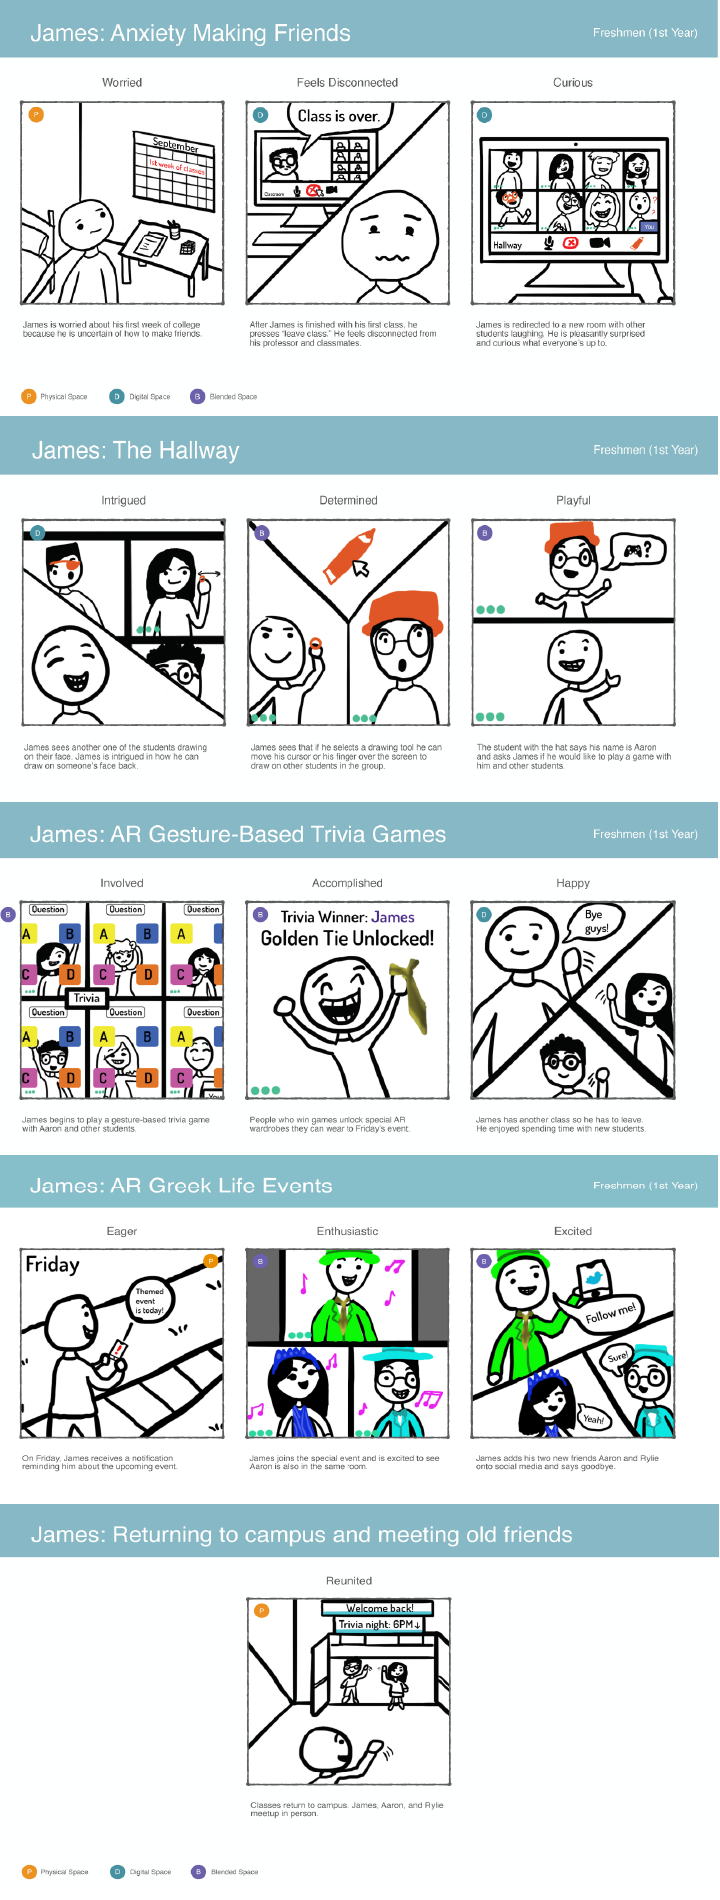 James: Anxiety Making Friends
Freshmen (1st Year)
Worried
Feels Disconnected
Curious
P
September
1st week of classes
D
Class is over.
Classroom
D
You
Hallway
James is worried about his first week of college
because he is uncertain of how to make friends.
After James is finished with his first class, he
presses "leave class." He feels disconnected from
his professor and classmates.
James is redirected to a new room with other
students laughing. He is pleasantly surprised
and curious what everyone's up to.
P Physical Space
D Digital Space
B Blended Space
James: The Hallway
Freshmen (1st Year)
Intrigued
Determined
Playful
D
B
B
?
James sees another one of the students drawing
on their face. James is intrigued in how he can
draw on someone's face back.
James sees that if he selects a drawing tool he can
move his cursor or his finger over the screen to
draw on other students in the group.
The student with the hat says his name is Aaron
and asks James if he would like to play a game with
him and other students.
James: AR Gesture-Based Trivia Games
Freshmen (1st Year)
Involved
Accomplished
Happy
B
Question
Question
Question
A B A B A
C D C D C
Trivia
Question
Question
Question
A B A B A
C D C D C
You
B
Trivia Winner: James
Golden Tie Unlocked!
D
Bye
guys!
James begins to play a gesture-based trivia game
with Aaron and other students.
People who win games unlock special AR
wardrobes they can wear to Friday's event.
James has another class so he has to leave.
He enjoyed spending time with new students.
James: AR Greek Life Events
Freshmen (1st Year)
Eager
Enthusiastic
Excited
Friday
P
Themed
event
is today!
!
B
B
Follow me!
Sure!
Yeah!
On Friday, James receives a notification
reminding him about the upcoming event.
James joins the special event and is excited to see
Aaron is also in the same room.
James adds his two new friends Aaron and Rylie
onto social media and says goodbye.
James: Returning to campus and meeting old friends
Reunited
P
Welcome back!
Trivia night: 6PM↓
Classes return to campus. James, Aaron, and Rylie
meetup in person.
P Physical Space
D Digital Space
B Blended Space